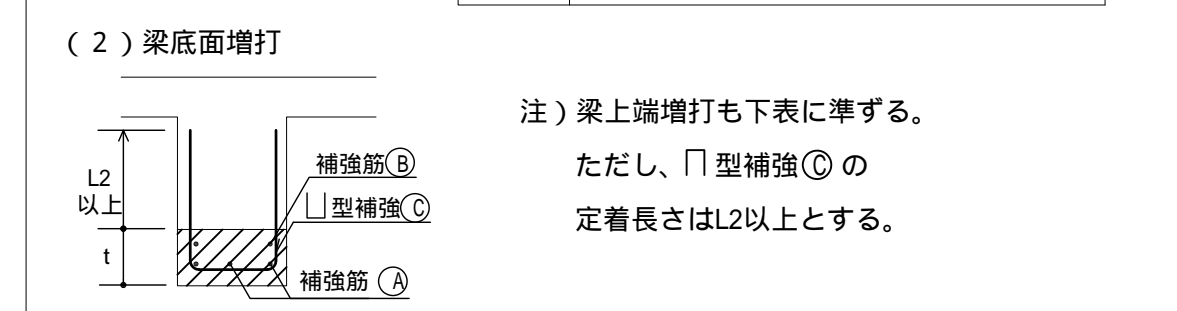 (2)梁底面増打
注)梁上端増打も下表に準ずる。
ただし、⨅型補強Ⓒの
定着長さはL2以上とする。
L2
以上
t
補強筋Ⓑ
⨆型補強Ⓒ
補強筋Ⓐ